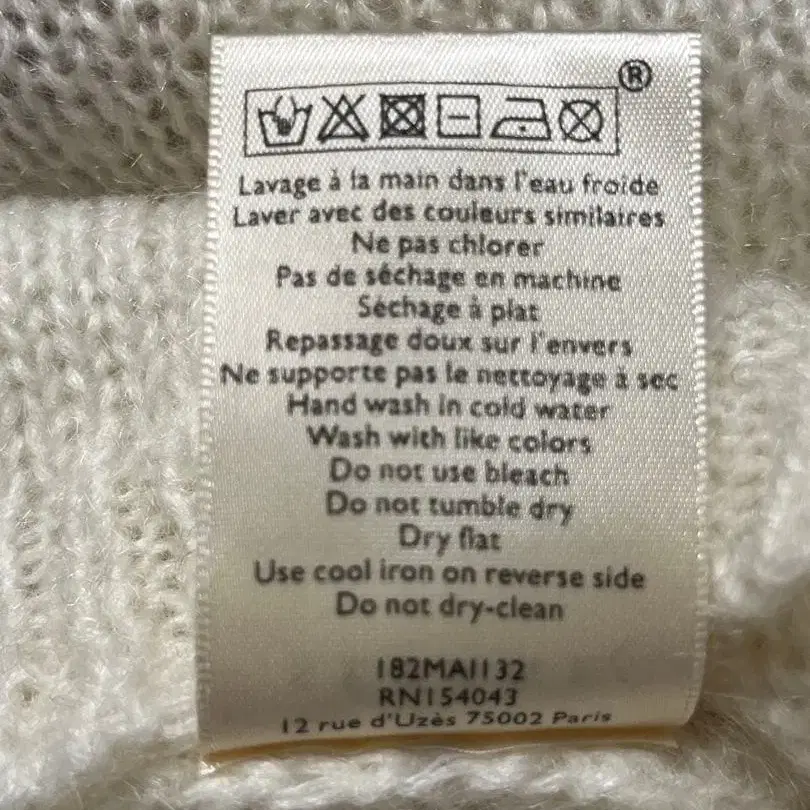 ®
Lavage à la main dans l'eau froide
Laver avec des couleurs similaires
Ne pas chlorer
Pas de séchage en machine
Séchage à plat
Repassage doux sur l'envers
Ne supporte pas le nettoyage à sec
Hand wash in cold water
Wash with like colors
Do not use bleach
Do not tumble dry
Dry flat
Use cool iron on reverse side
Do not dry-clean
182MAI132
RN154043
12 rue d'Uzès 75002 Paris